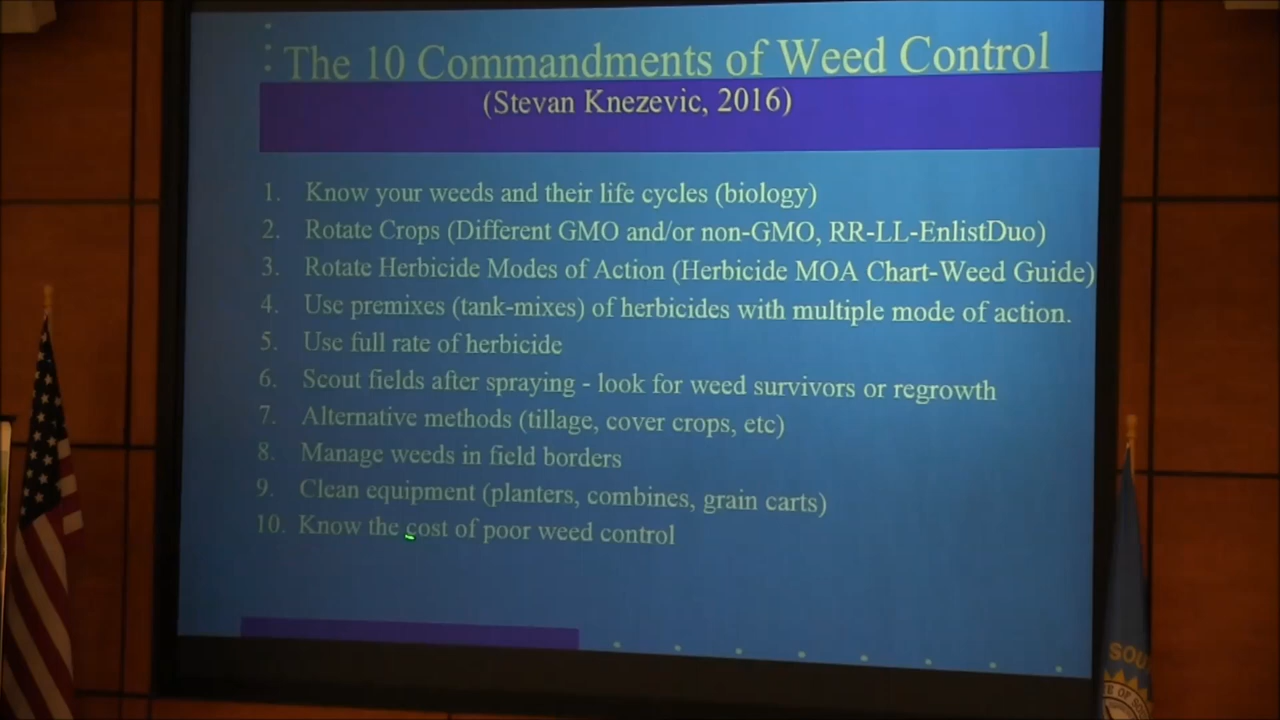 The 10 Commandments of Weed Control
(Stevan Knezevic, 2016)
1. Know your weeds and their life cycles (biology)
2. Rotate Crops (Different GMO and/or non-GMO, RR-LL-EnlistDuo)
3. Rotate Herbicide Modes of Action (Herbicide MOA Chart-Weed Guide)
4. Use premixes (tank-mixes) of herbicides with multiple mode of action.
5. Use full rate of herbicide
6. Scout fields after spraying - look for weed survivors or regrowth
7. Alternative methods (tillage, cover crops, etc)
8. Manage weeds in field borders
9. Clean equipment (planters, combines, grain carts)
10. Know the cost of poor weed control
SOU